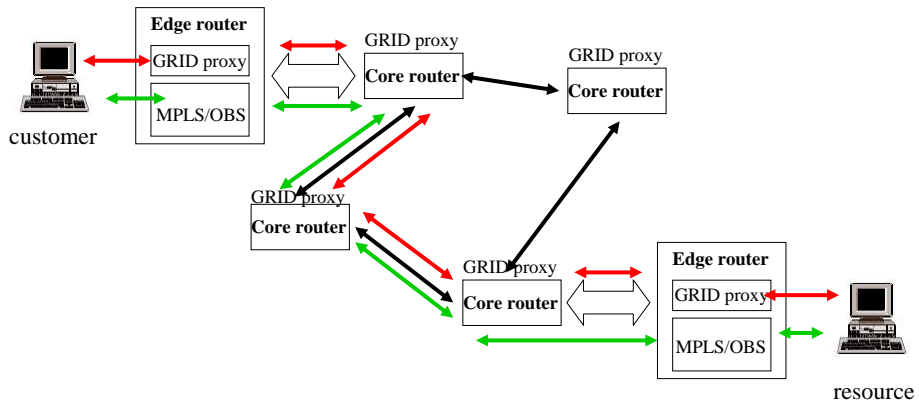 Edge router
GRID proxy
MPLS/OBS
customer
GRID proxy
Core router
GRID proxy
Core router
GRID proxy
Core router
GRID proxy
Core router
Edge router
GRID proxy
MPLS/OBS
resource